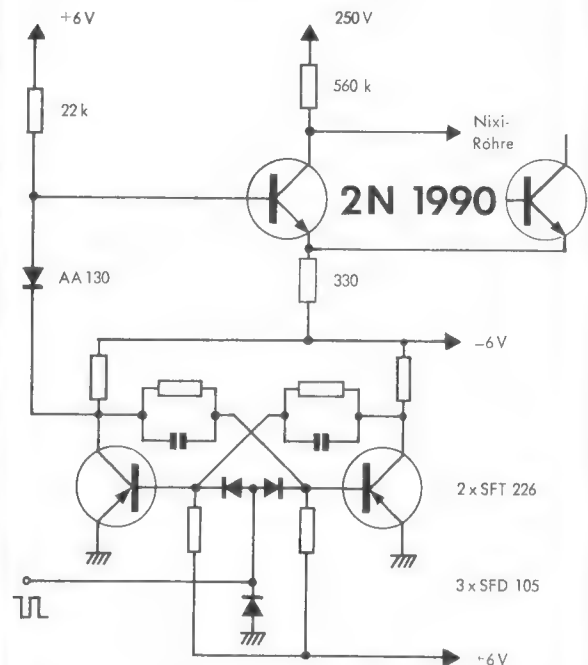 +6 V
250 V
22 k
560 k
Nixi-
Röhre
2N 1990
AA 130
330
−6 V
2 x SFT 226
3 x SFD 105
+6 V